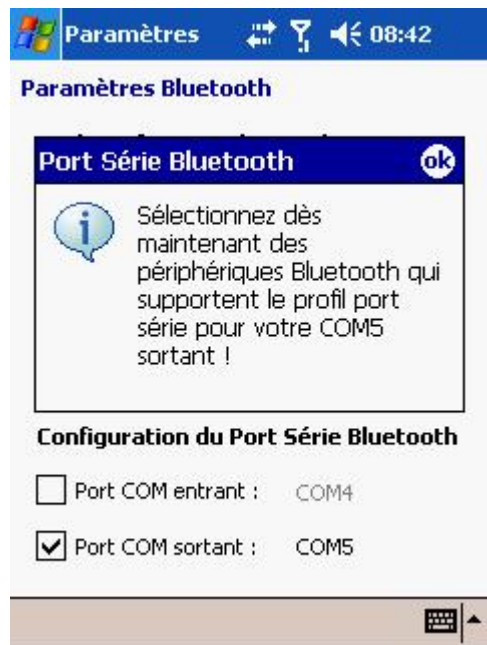 Paramètres 08:42
Paramètres Bluetooth
Port Série Bluetooth ok
Sélectionnez dès
maintenant des
périphériques Bluetooth qui
supportent le profil port
série pour votre COM5
sortant !
Configuration du Port Série Bluetooth
Port COM entrant : COM4
Port COM sortant : COM5